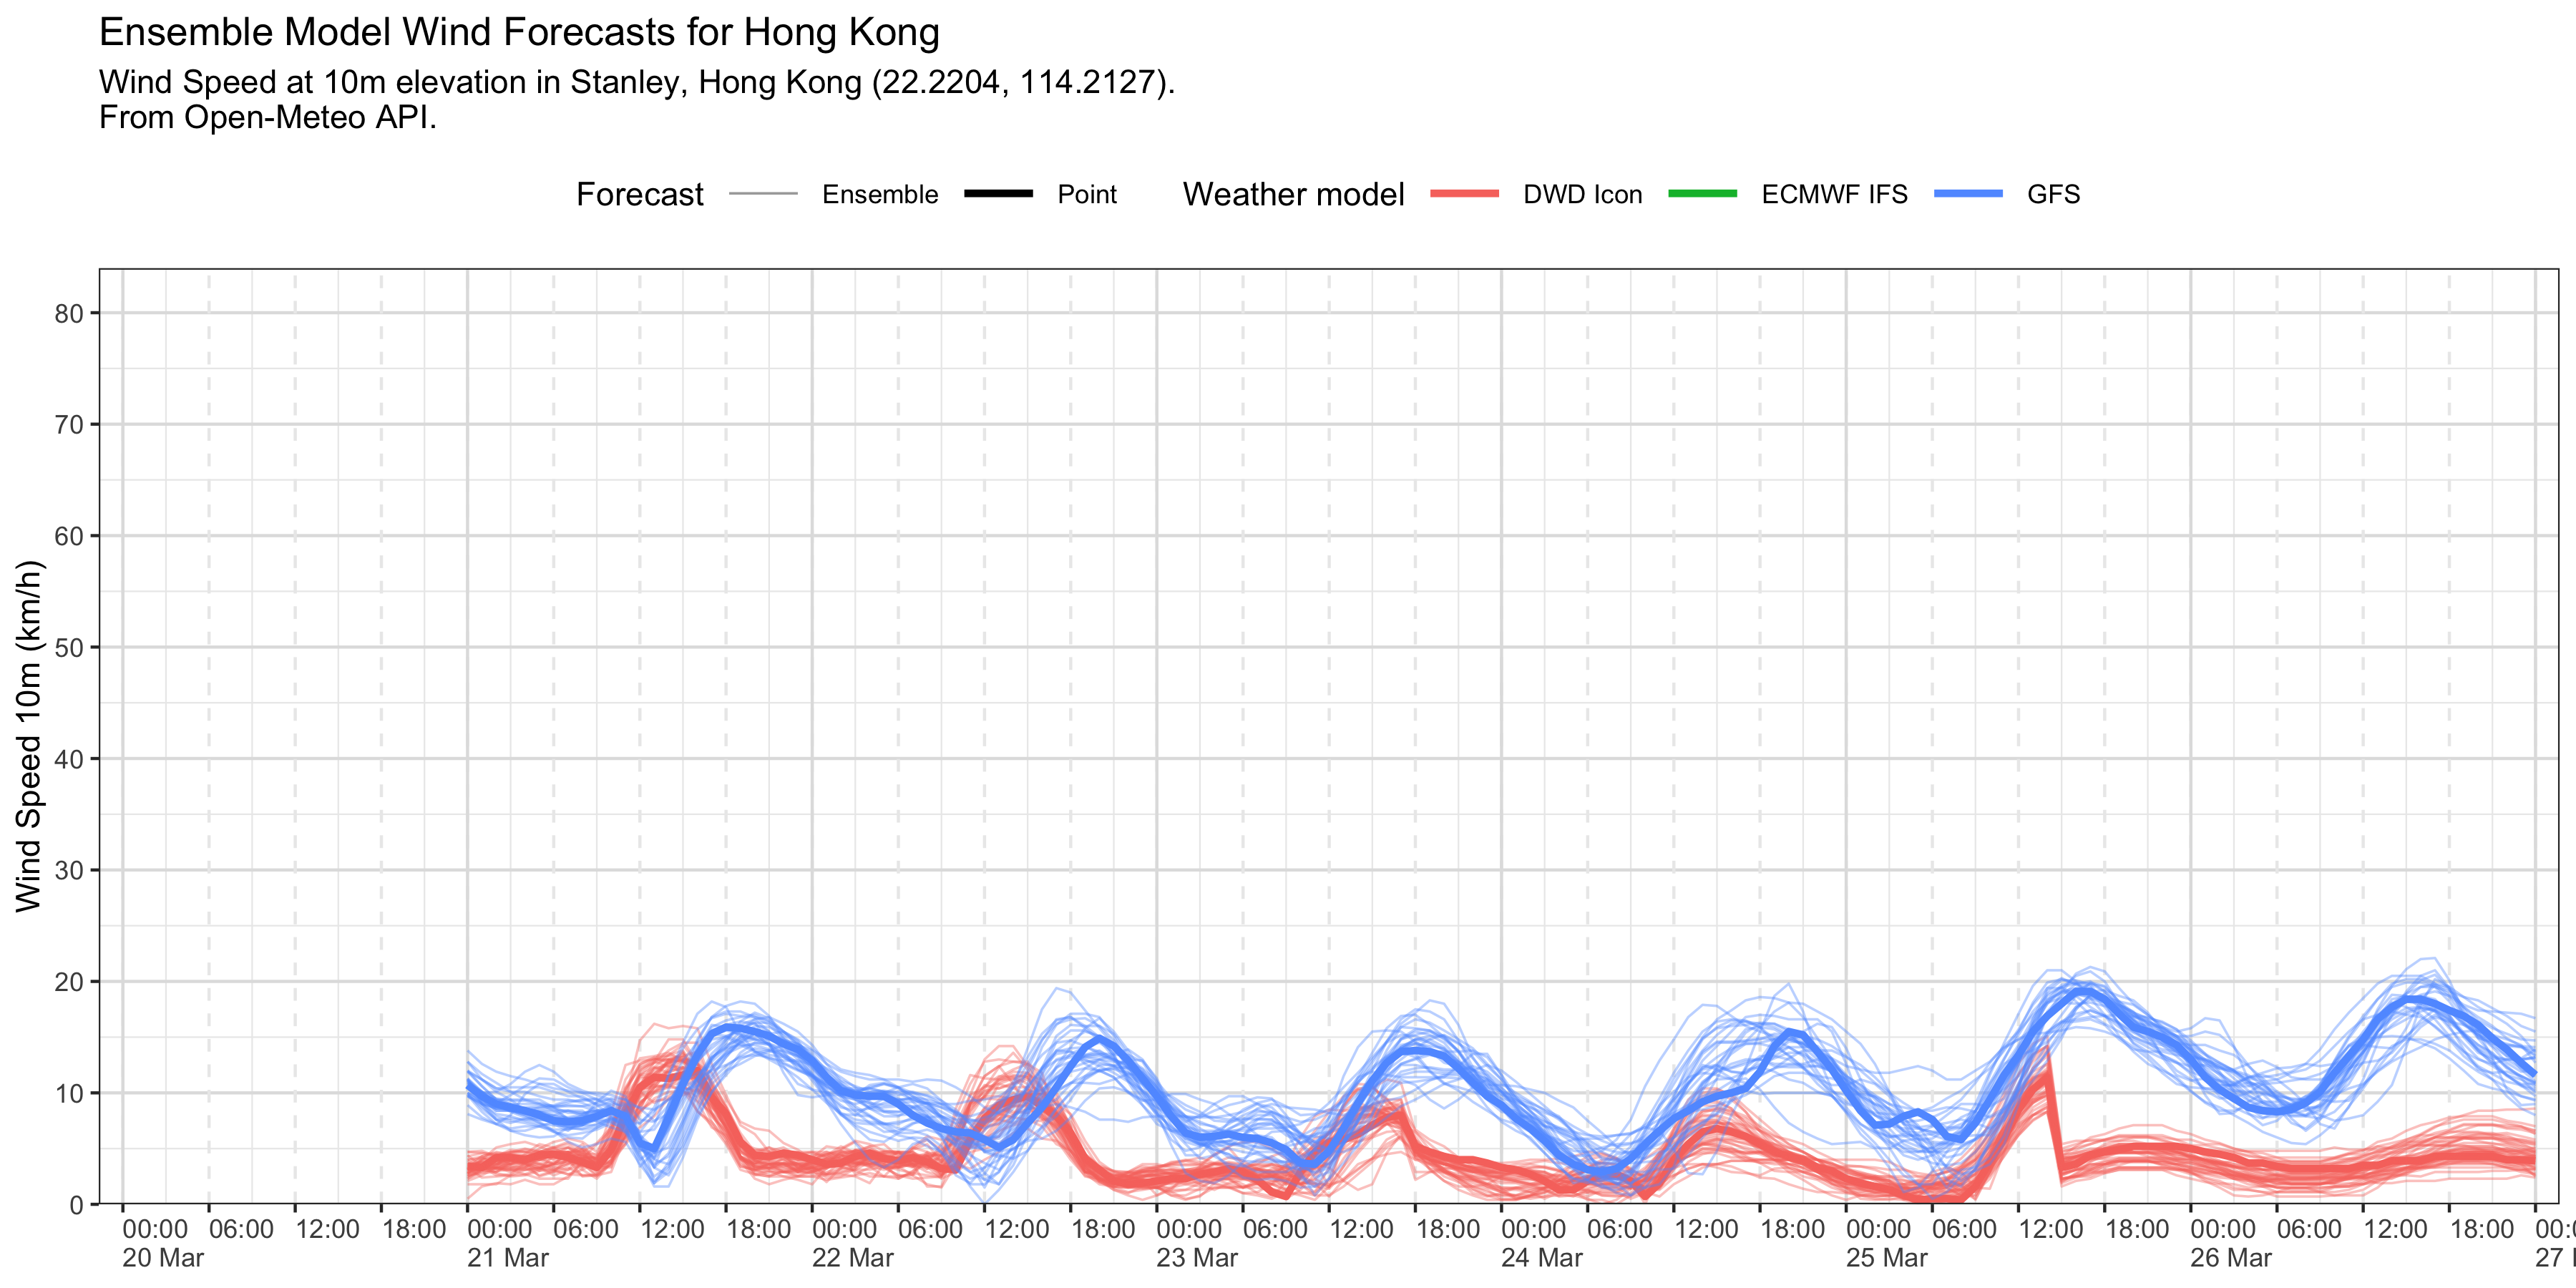 Ensemble Model Wind Forecasts for Hong Kong
Wind Speed at 10m elevation in Stanley, Hong Kong (22.2204, 114.2127).
From Open-Meteo API.
Forecast Ensemble Point Weather model DWD Icon ECMWF IFS GFS
Wind Speed 10m (km/h)
80
70
60
50
40
30
20
10
0
00:00 06:00 12:00 18:00 00:00 06:00 12:00 18:00 00:00 06:00 12:00 18:00 00:00 06:00 12:00 18:00 00:00 06:00 12:00 18:00 00:00 06:00 12:00 18:00 00:00 06:00 12:00 18:00
20 Mar 21 Mar 22 Mar 23 Mar 24 Mar 25 Mar 26 Mar 27